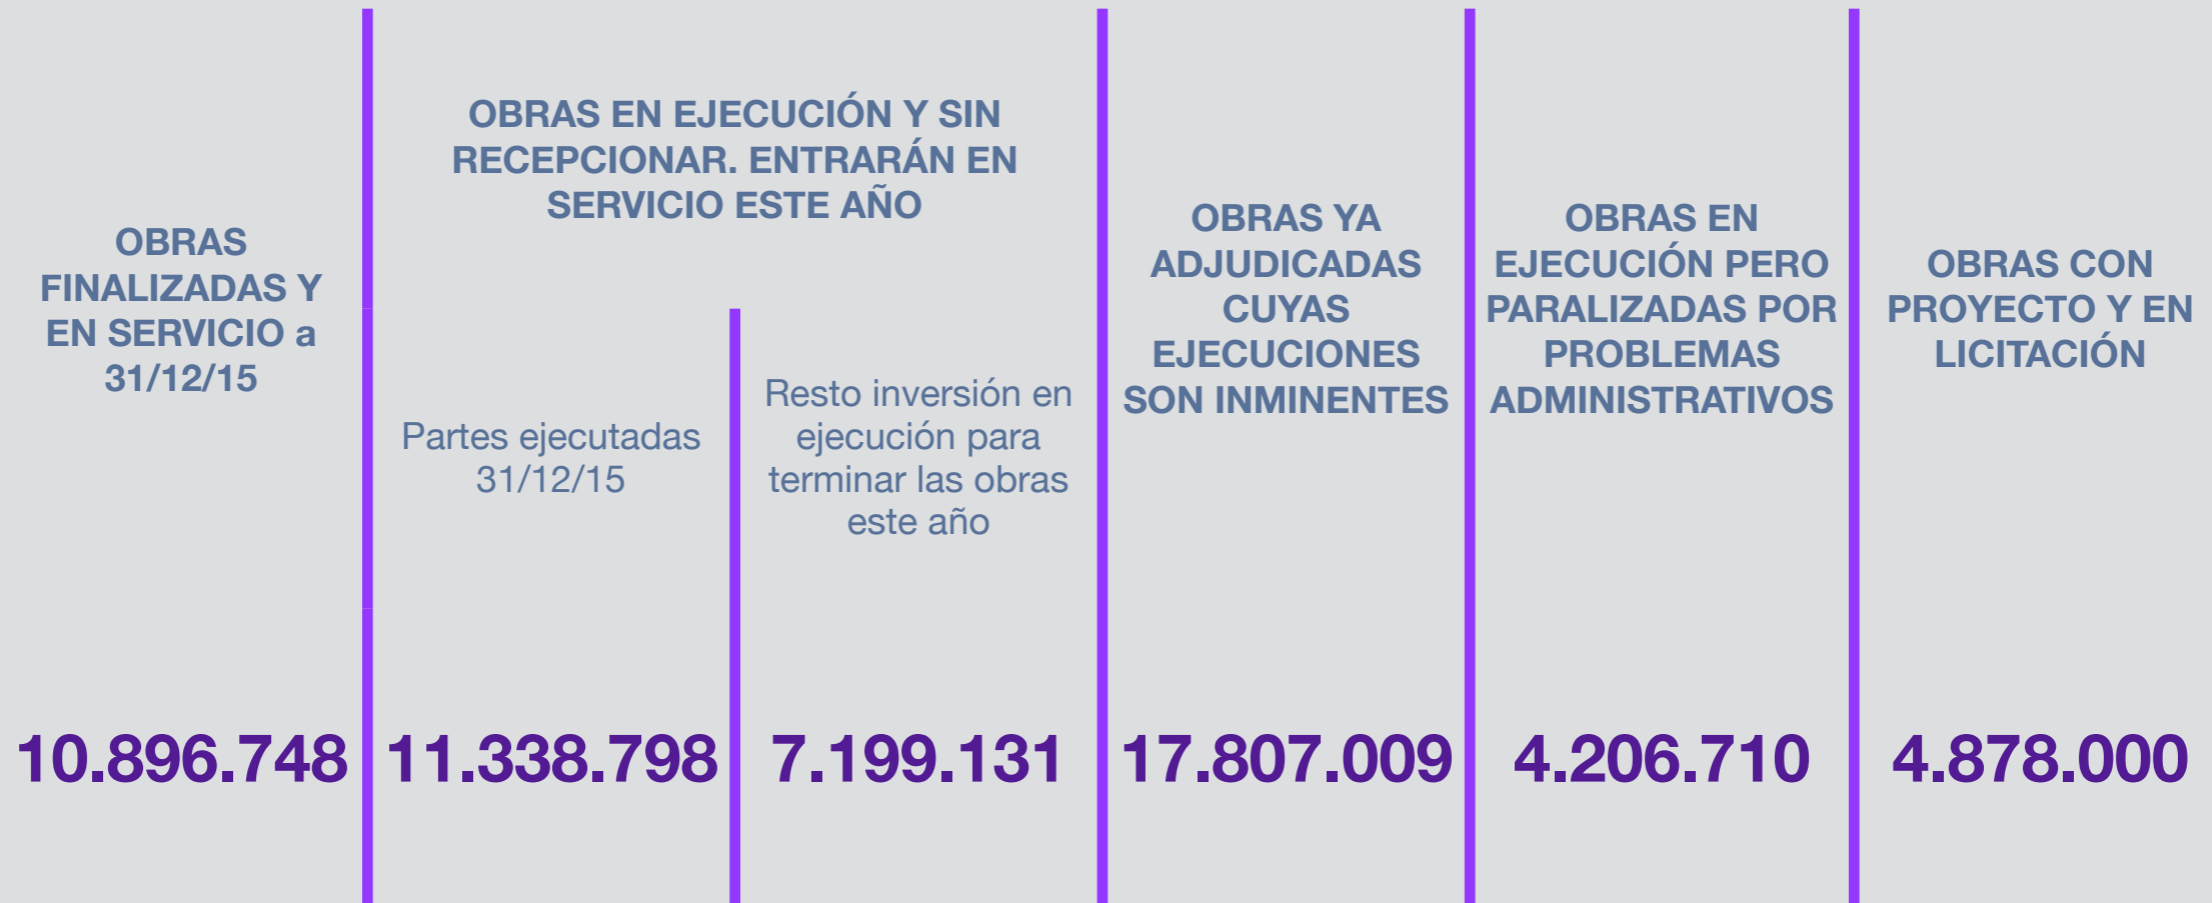 OBRAS
FINALIZADAS Y
EN SERVICIO a
31/12/15
OBRAS EN EJECUCIÓN Y SIN
RECEPCIONAR. ENTRARÁN EN
SERVICIO ESTE AÑO
Partes ejecutadas
31/12/15
Resto inversión en
ejecución para
terminar las obras
este año
OBRAS YA
ADJUDICADAS
CUYAS
EJECUCIONES
SON INMINENTES
OBRAS EN
EJECUCIÓN PERO
PARALIZADAS POR
PROBLEMAS
ADMINISTRATIVOS
OBRAS CON
PROYECTO Y EN
LICITACIÓN
10.896.748
11.338.798
7.199.131
17.807.009
4.206.710
4.878.000